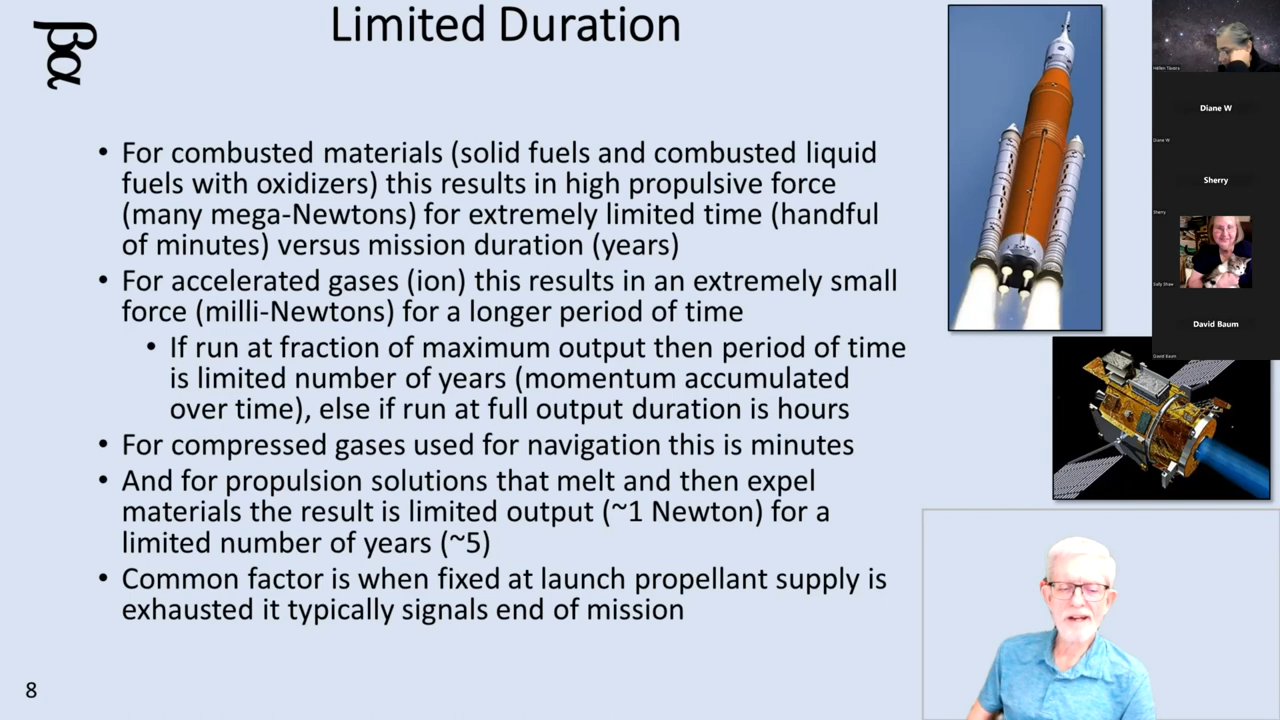 βα
Limited Duration
• For combusted materials (solid fuels and combusted liquid
fuels with oxidizers) this results in high propulsive force
(many mega-Newtons) for extremely limited time (handful
of minutes) versus mission duration (years)
• For accelerated gases (ion) this results in an extremely small
force (milli-Newtons) for a longer period of time
• If run at fraction of maximum output then period of time
is limited number of years (momentum accumulated
over time), else if run at full output duration is hours
• For compressed gases used for navigation this is minutes
• And for propulsion solutions that melt and then expel
materials the result is limited output (~1 Newton) for a
limited number of years (~5)
• Common factor is when fixed at launch propellant supply is
exhausted it typically signals end of mission
8
Diane W
Diane W
Sherry
Sherry
Sally Shaw
David Baum
David Baum